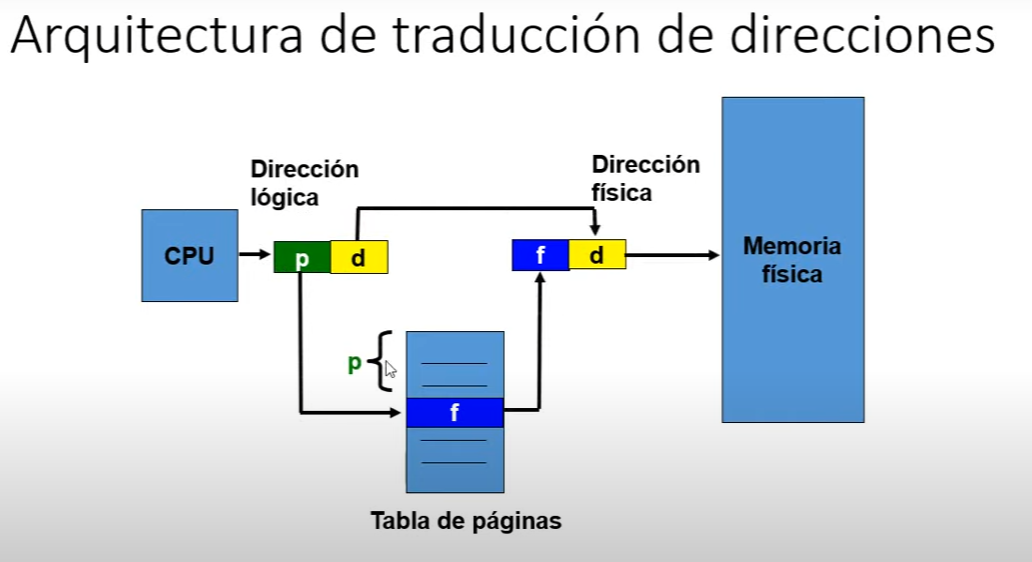 Arquitectura de traducción de direcciones
Dirección
lógica
Dirección
física
CPU
p
d
f
d
Memoria
física
p
f
Tabla de páginas